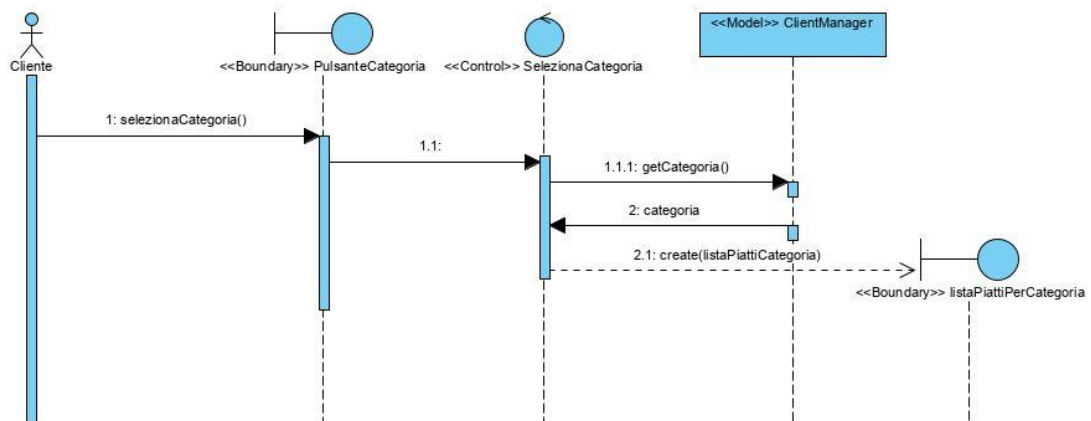 Cliente
<<Boundary>> PulsanteCategoria
<<Control>> SelezionaCategoria
<<Model>> ClientManager
1: selezionaCategoria()
1.1:
1.1.1: getCategoria()
2: categoria
2.1: create(listaPiattiCategoria)
<<Boundary>> listaPiattiPerCategoria